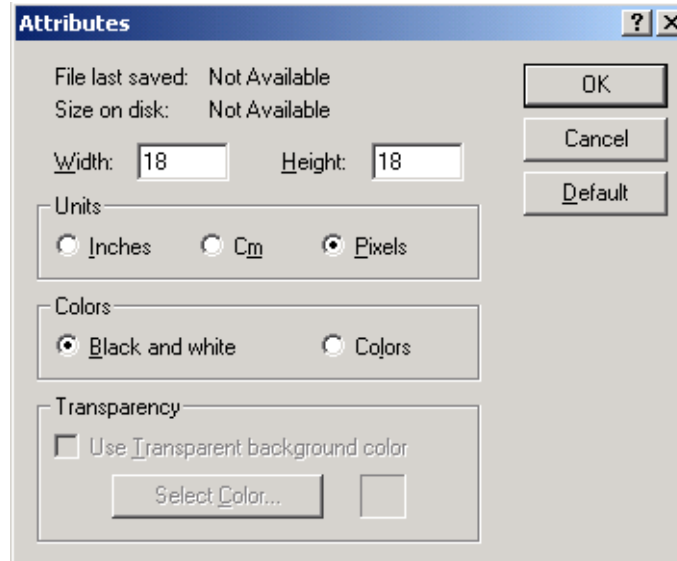 Attributes
File last saved: Not Available
Size on disk: Not Available
OK
Cancel
Default
Width: 18 Height: 18
Units
Inches Cm Pixels
Colors
Black and white Colors
Transparency
Use Transparent background color
Select Color...